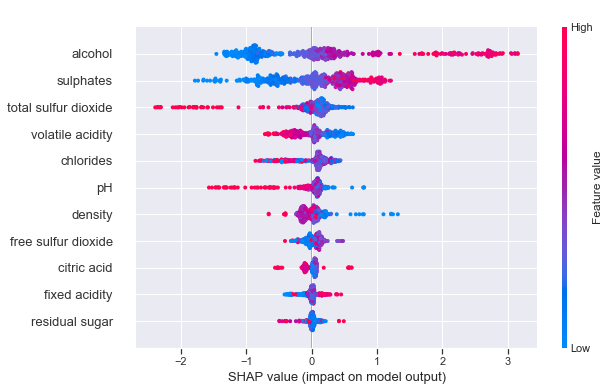 High
alcohol
sulphates
total sulfur dioxide
volatile acidity
chlorides
pH
density
free sulfur dioxide
citric acid
fixed acidity
residual sugar
Feature value
Low
−2 −1 0 1 2 3
SHAP value (impact on model output)